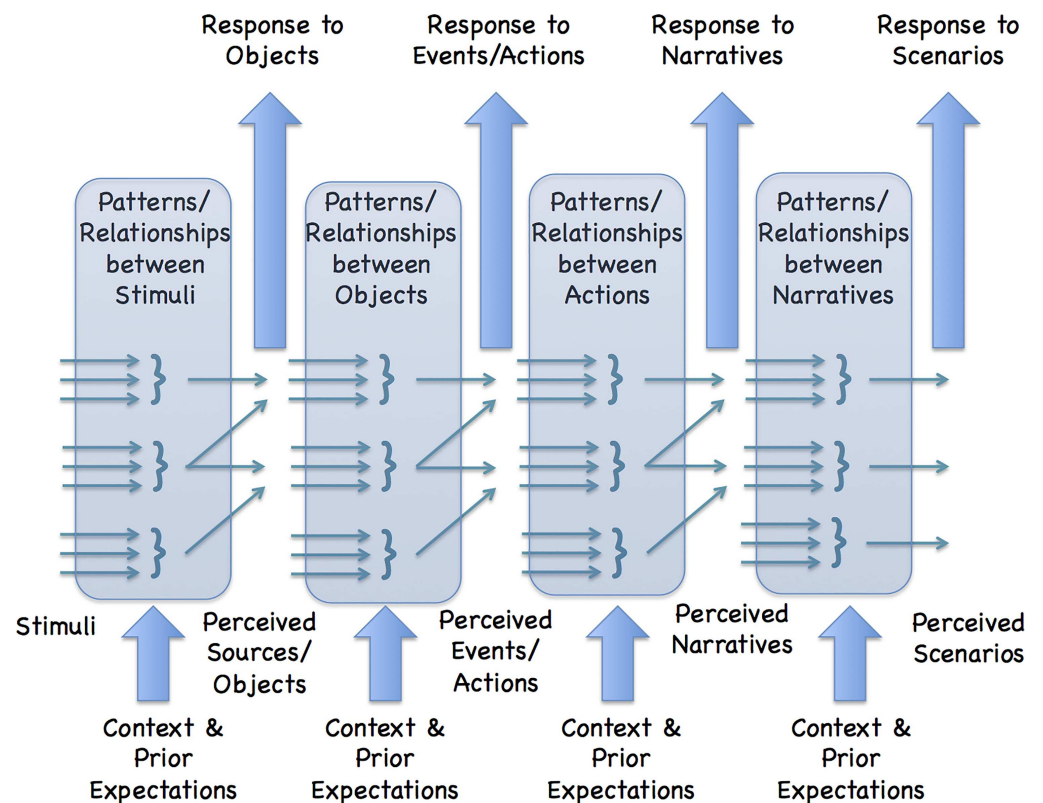 Response to
Objects
Response to
Events/Actions
Response to
Narratives
Response to
Scenarios
Patterns/
Relationships
between
Stimuli
Patterns/
Relationships
between
Objects
Patterns/
Relationships
between
Actions
Patterns/
Relationships
between
Narratives
Stimuli
Perceived
Sources/
Objects
Perceived
Events/
Actions
Perceived
Narratives
Perceived
Scenarios
Context &
Prior
Expectations
Context &
Prior
Expectations
Context &
Prior
Expectations
Context &
Prior
Expectations